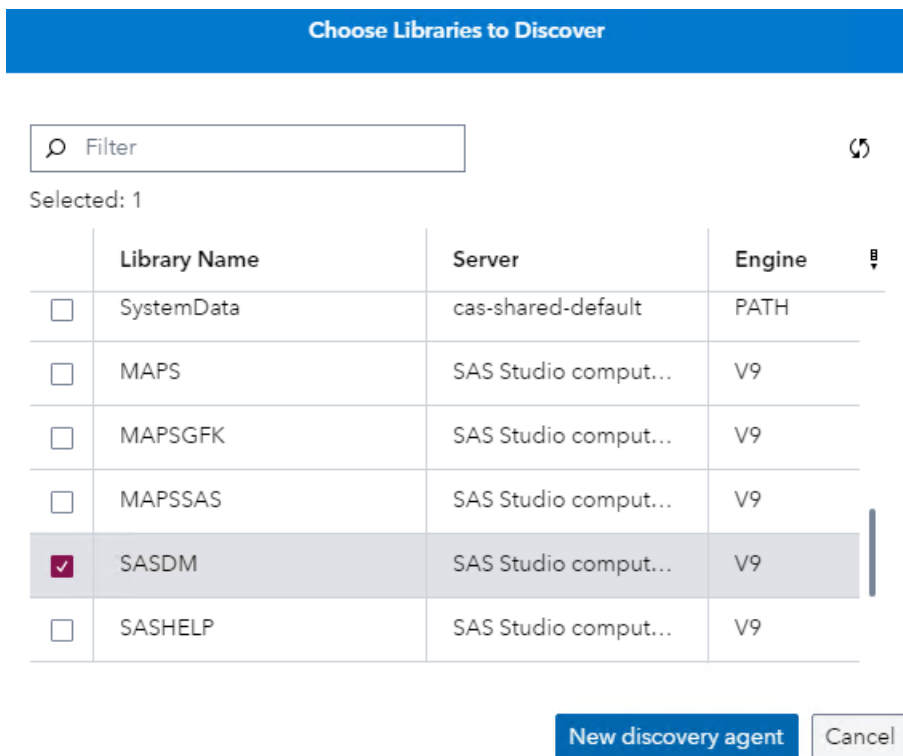 Choose Libraries to Discover
Filter
Selected: 1
Library Name Server Engine
SystemData cas-shared-default PATH
MAPS SAS Studio comput... V9
MAPSGFK SAS Studio comput... V9
MAPSSAS SAS Studio comput... V9
SASDM SAS Studio comput... V9
SASHELP SAS Studio comput... V9
New discovery agent Cancel